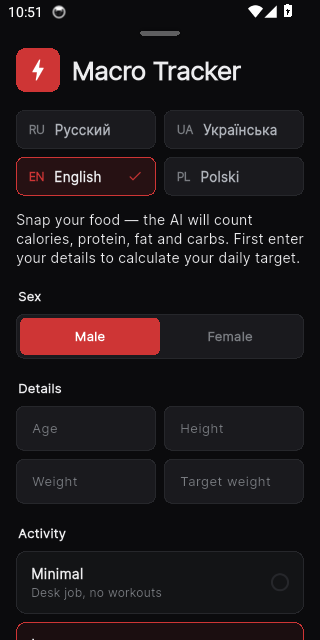 10:51
Macro Tracker
RU Русский
UA Українська
EN English
PL Polski
Snap your food — the AI will count
calories, protein, fat and carbs. First enter
your details to calculate your daily target.
Sex
Male
Female
Details
Age
Height
Weight
Target weight
Activity
Minimal
Desk job, no workouts